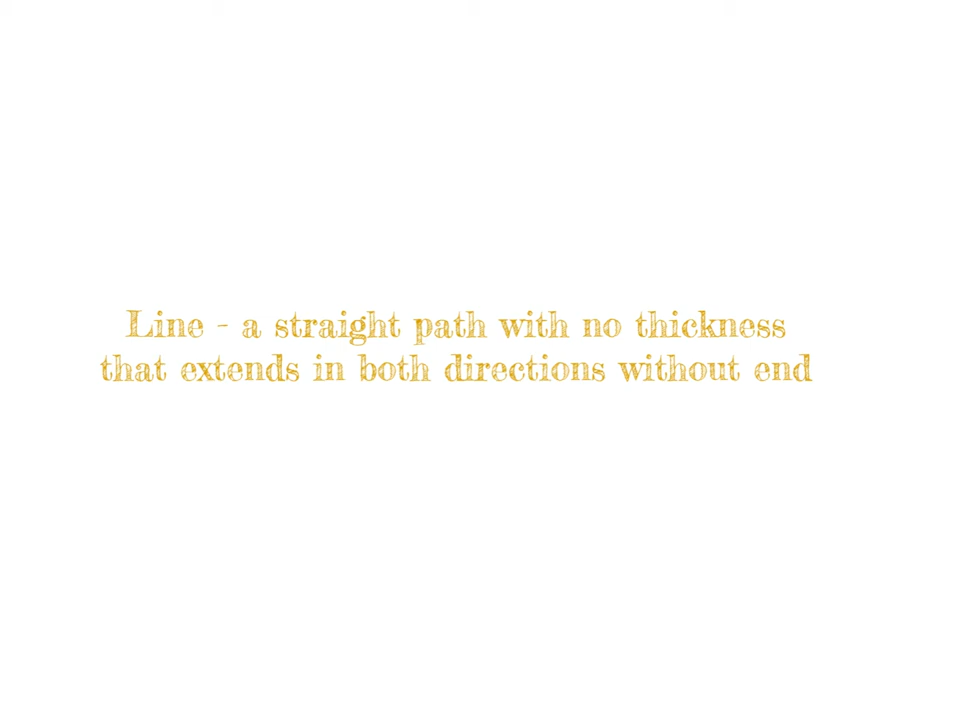 Line - a straight path with no thickness
that extends in both directions without end